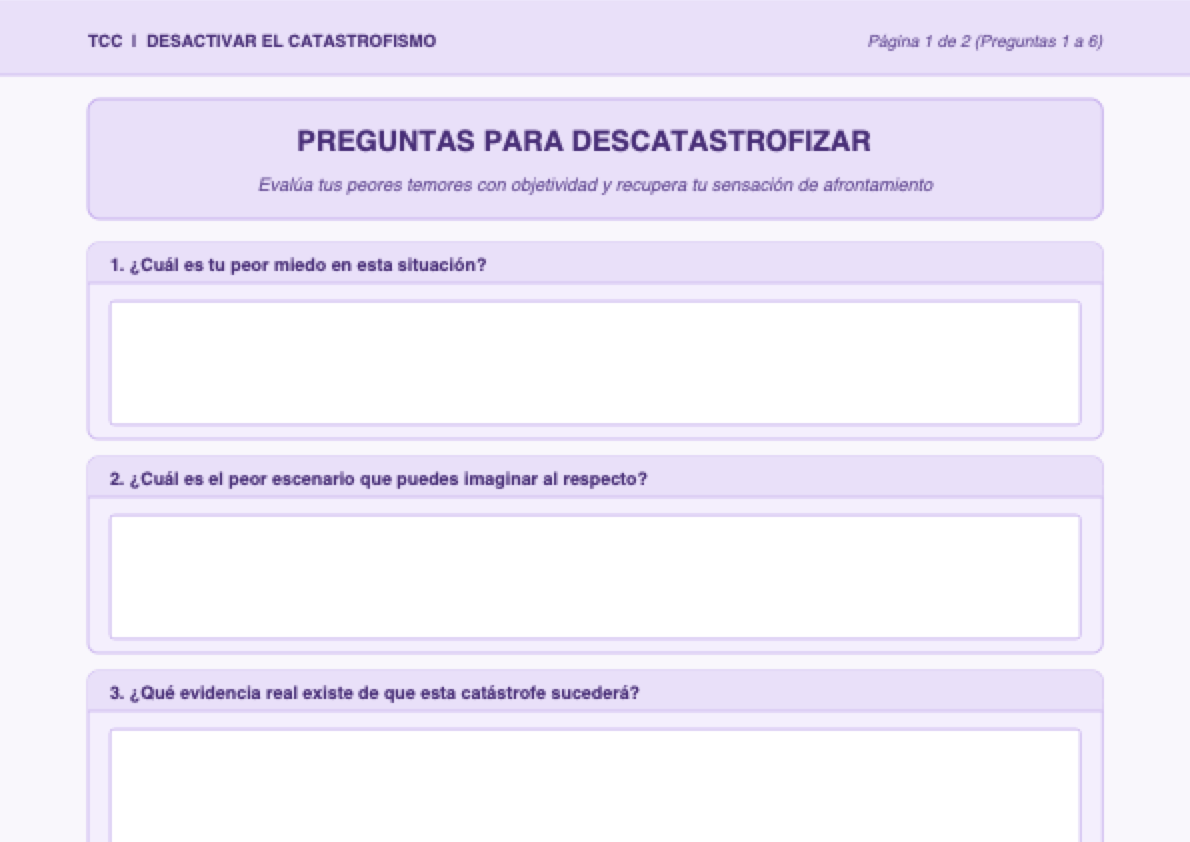 TCC | DESACTIVAR EL CATASTROFISMO
Página 1 de 2 (Preguntas 1 a 6)
PREGUNTAS PARA DESCATASTROFIZAR
Evalúa tus peores temores con objetividad y recupera tu sensación de afrontamiento
1. ¿Cuál es tu peor miedo en esta situación?
2. ¿Cuál es el peor escenario que puedes imaginar al respecto?
3. ¿Qué evidencia real existe de que esta catástrofe sucederá?